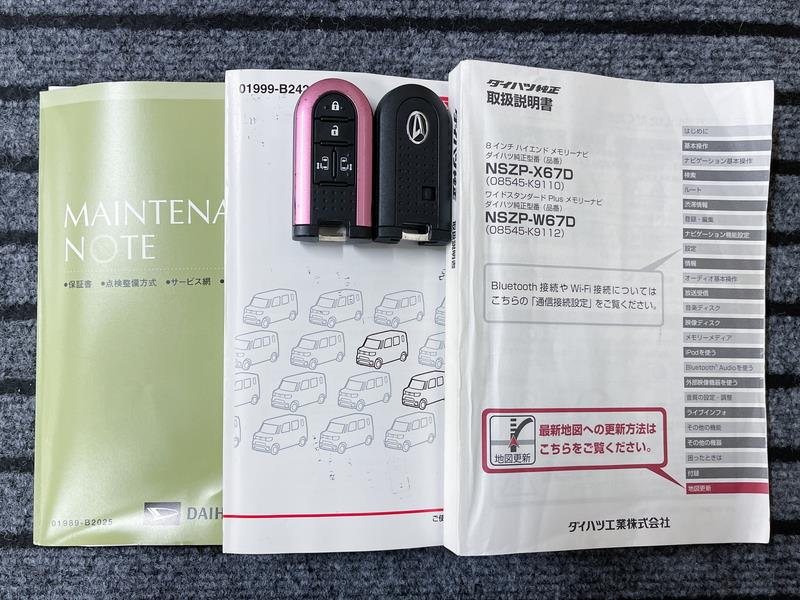 MAINTENA
NOTE
●保証書 ●点検整備方式 ●サービス網 ●
01989-B2025
DAIH
01999-B242
取扱説明書
ご使
ダイハツ純正
取扱説明書
8インチ ハイエンド メモリーナビ
ダイハツ純正型番（品番）
NSZP-X67D
(08545-K9110)
ワイドスタンダード Plus メモリーナビ
ダイハツ純正型番（品番）
NSZP-W67D
(08545-K9112)
Bluetooth 接続や Wi-Fi 接続については
こちらの「通信接続設定」をご覧ください。
地図更新
最新地図への更新方法は
こちらをご覧ください。
ダイハツ工業株式会社
はじめに
基本操作
ナビゲーション基本操作
検索
ルート
渋滞情報
登録・編集
ナビゲーション機能設定
設定
情報
オーディオ基本操作
放送受信
音楽ディスク
映像ディスク
メモリーメディア
iPodを使う
Bluetooth® Audioを使う
外部映像機器を使う
音質の設定・調整
ライブインフォ
その他の機能
その他の機器
困ったときは
付録
地図更新